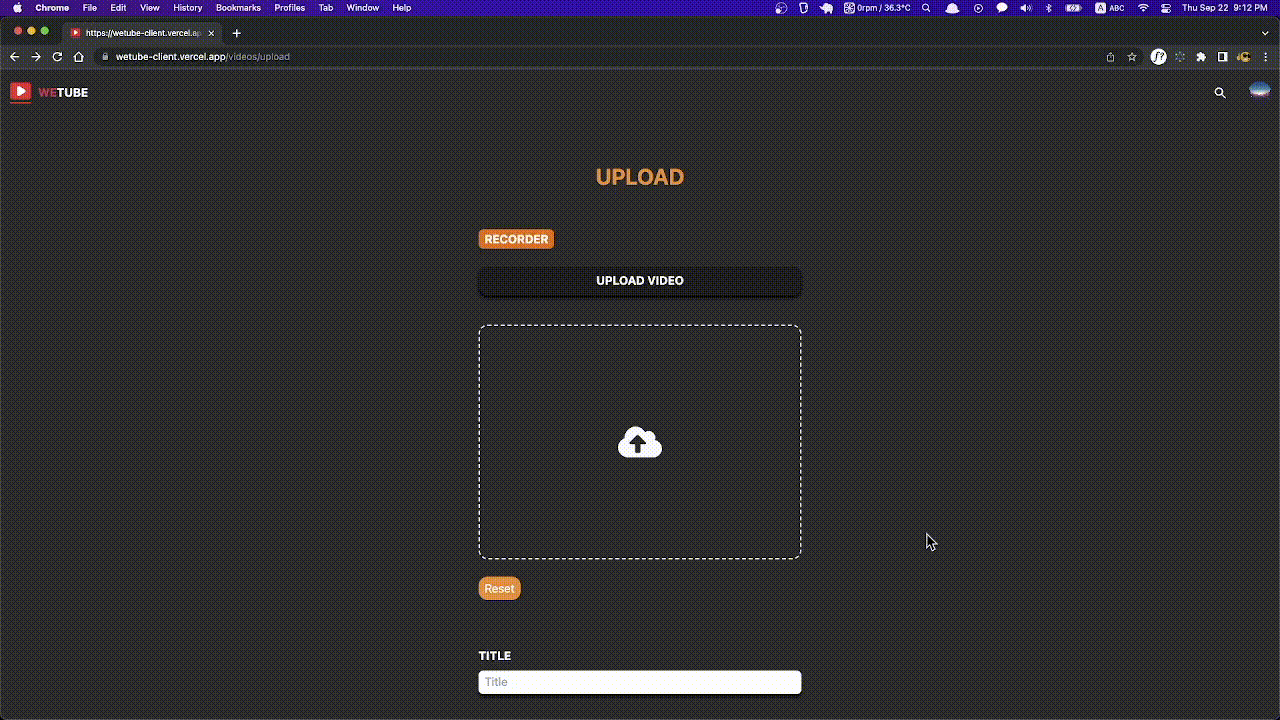 Chrome File Edit View History Bookmarks Profiles Tab Window Help 0rpm / 36.3°C A ABC Thu Sep 22 9:12 PM
https://wetube-client.vercel.ap
wetube-client.vercel.app/videos/upload f?
WETUBE
UPLOAD
RECORDER
UPLOAD VIDEO
Reset
TITLE
Title